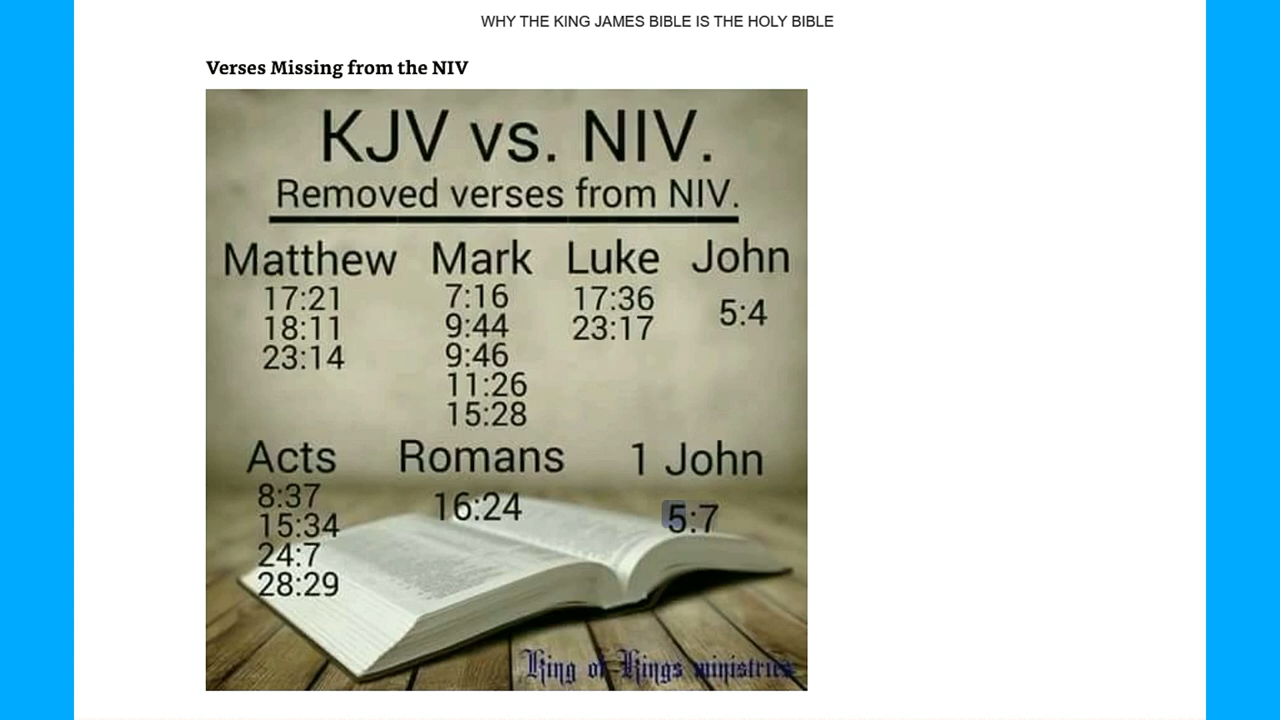 WHY THE KING JAMES BIBLE IS THE HOLY BIBLE
Verses Missing from the NIV
KJV vs. NIV.
Removed verses from NIV.
Matthew
17:21
18:11
23:14
Mark
7:16
9:44
9:46
11:26
15:28
Luke
17:36
23:17
John
5:4
Acts
8:37
15:34
24:7
28:29
Romans
16:24
1 John
5:7
King of Kings ministries